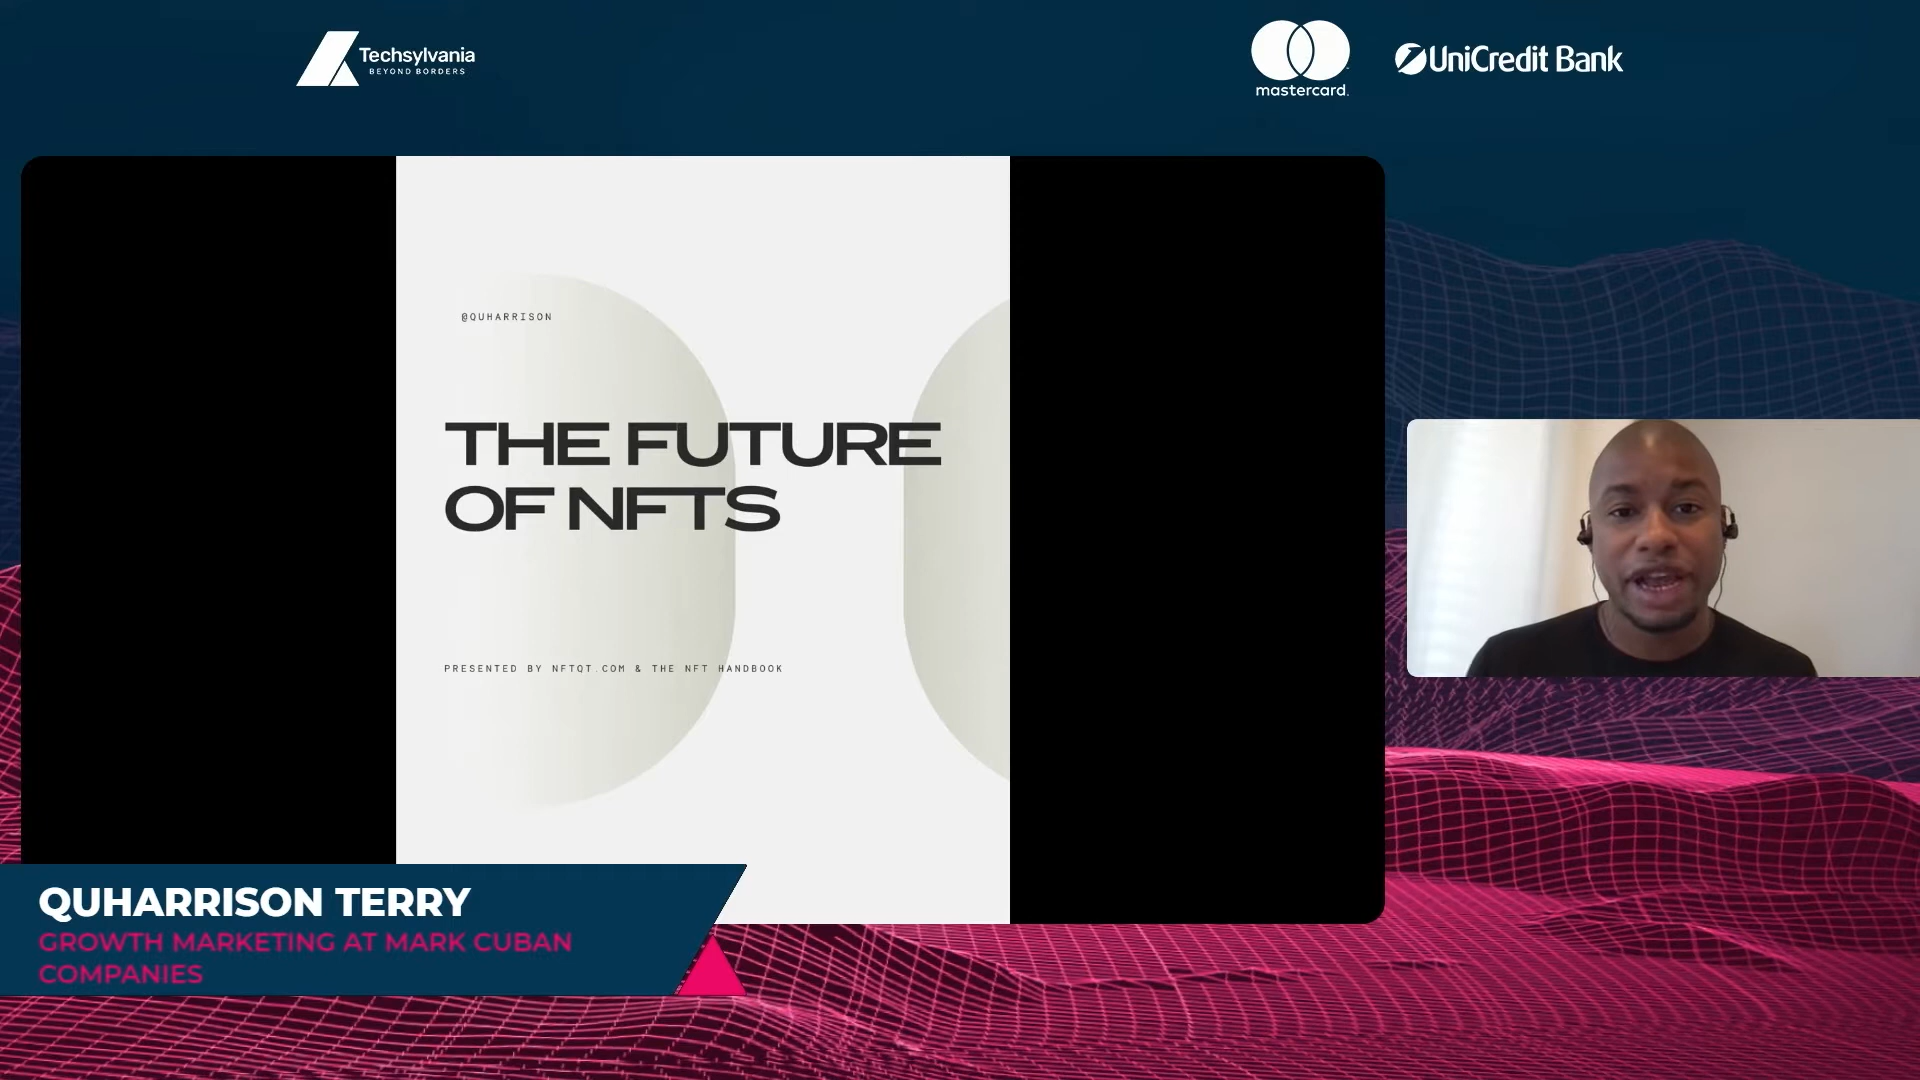 Techsylvania
BEYOND BORDERS
mastercard.
UniCredit Bank
@QUHARRISON
THE FUTURE
OF NFTS
PRESENTED BY NFTQT.COM & THE NFT HANDBOOK
QUHARRISON TERRY
GROWTH MARKETING AT MARK CUBAN
COMPANIES